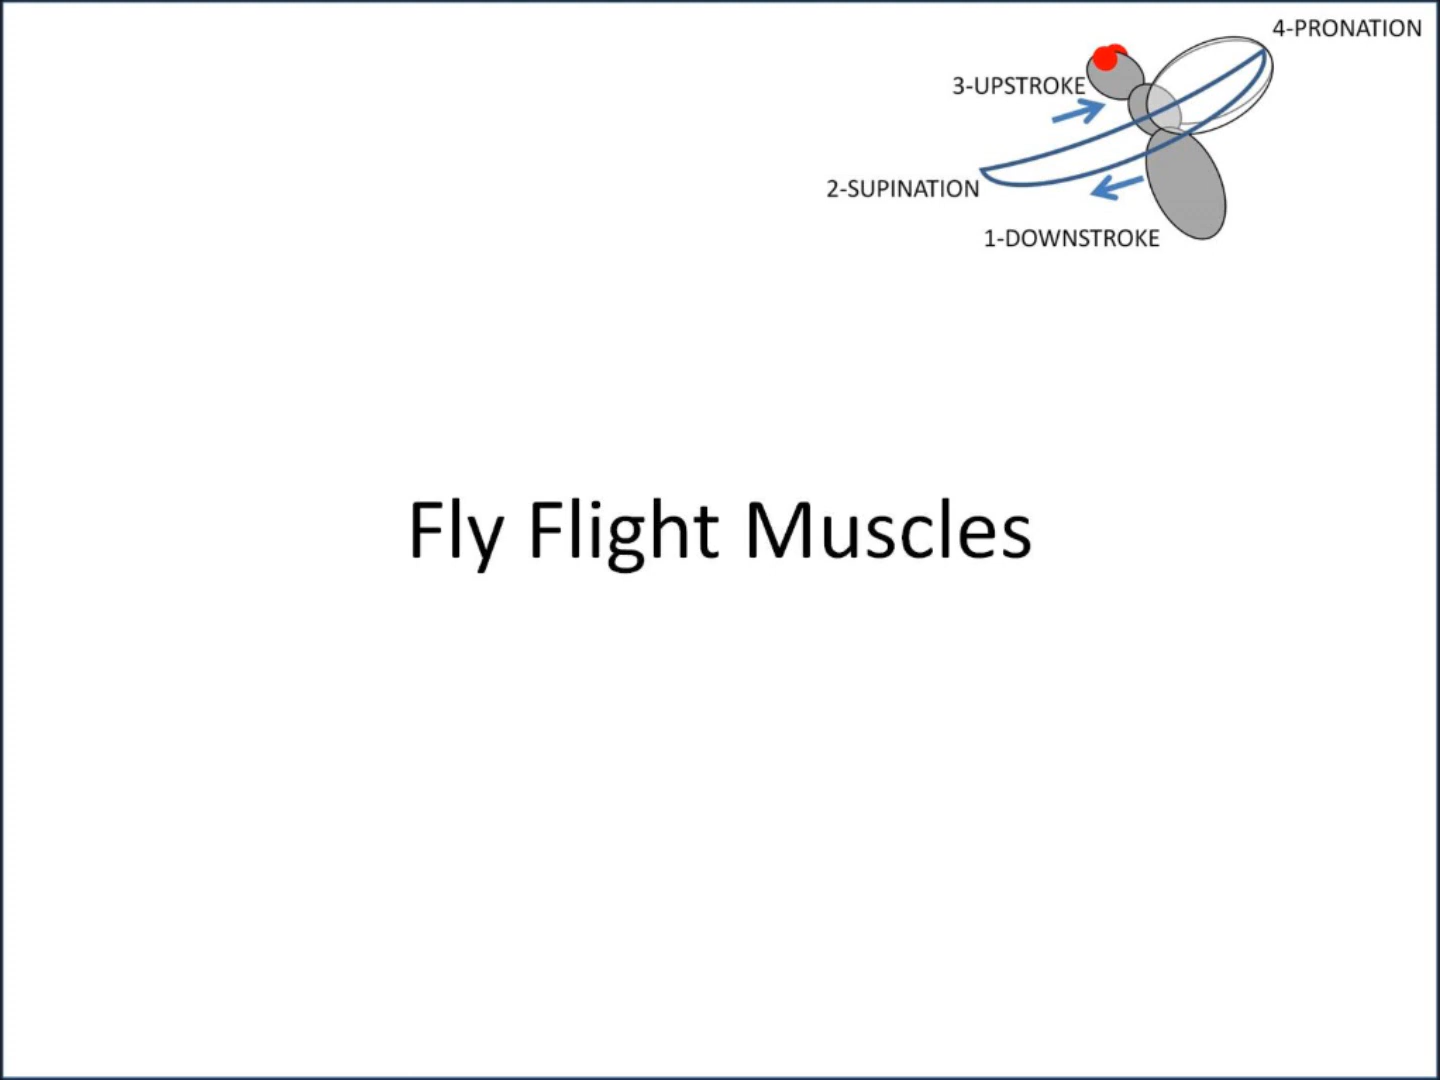 4-PRONATION
3-UPSTROKE
2-SUPINATION
1-DOWNSTROKE
Fly Flight Muscles